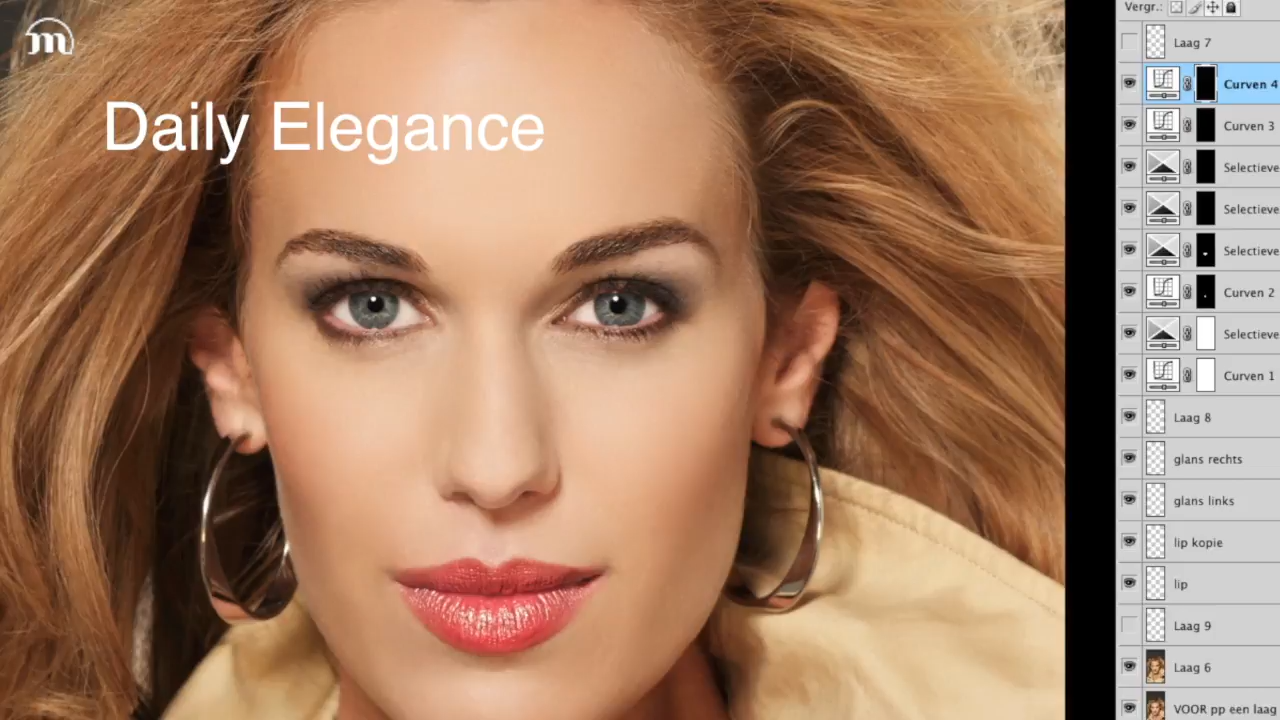 m
Daily Elegance
Vergr.:
Laag 7
Curven 4
Curven 3
Selectieve
Selectieve
Selectieve
Curven 2
Selectieve
Curven 1
Laag 8
glans rechts
glans links
lip kopie
lip
Laag 9
Laag 6
VOOR pp een laag